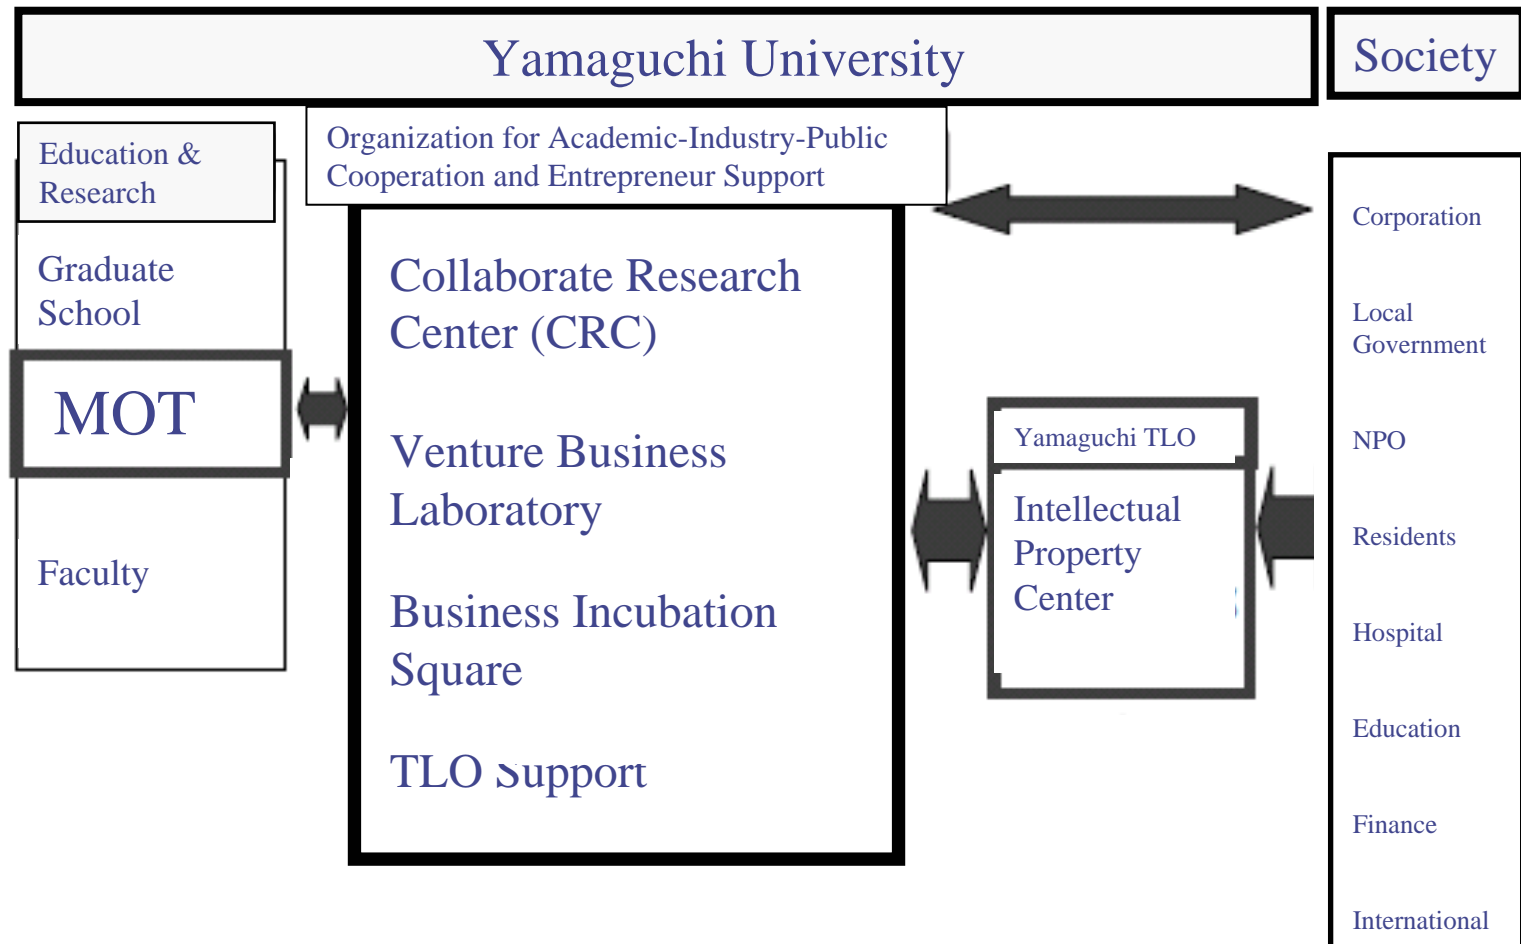 Yamaguchi University
Society
Education &
Research
Graduate
School
MOT
Faculty
Organization for Academic-Industry-Public
Cooperation and Entrepreneur Support
Collaborate Research
Center (CRC)
Venture Business
Laboratory
Business Incubation
Square
TLO Support
Yamaguchi TLO
Intellectual
Property
Center
Corporation
Local
Government
NPO
Residents
Hospital
Education
Finance
International